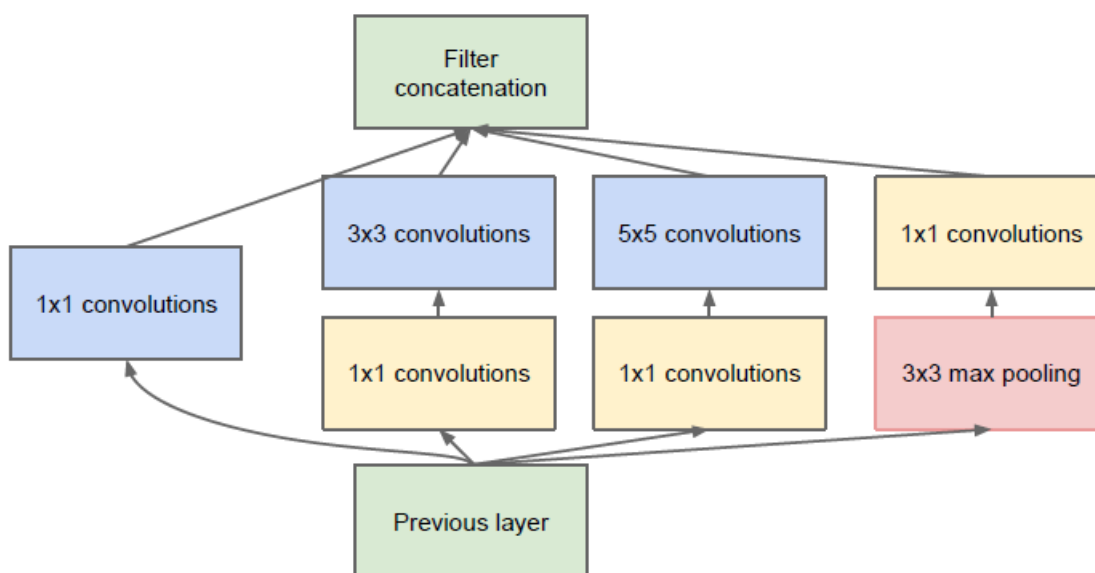 Filter
concatenation
3x3 convolutions
5x5 convolutions
1x1 convolutions
1x1 convolutions
1x1 convolutions
1x1 convolutions
3x3 max pooling
Previous layer